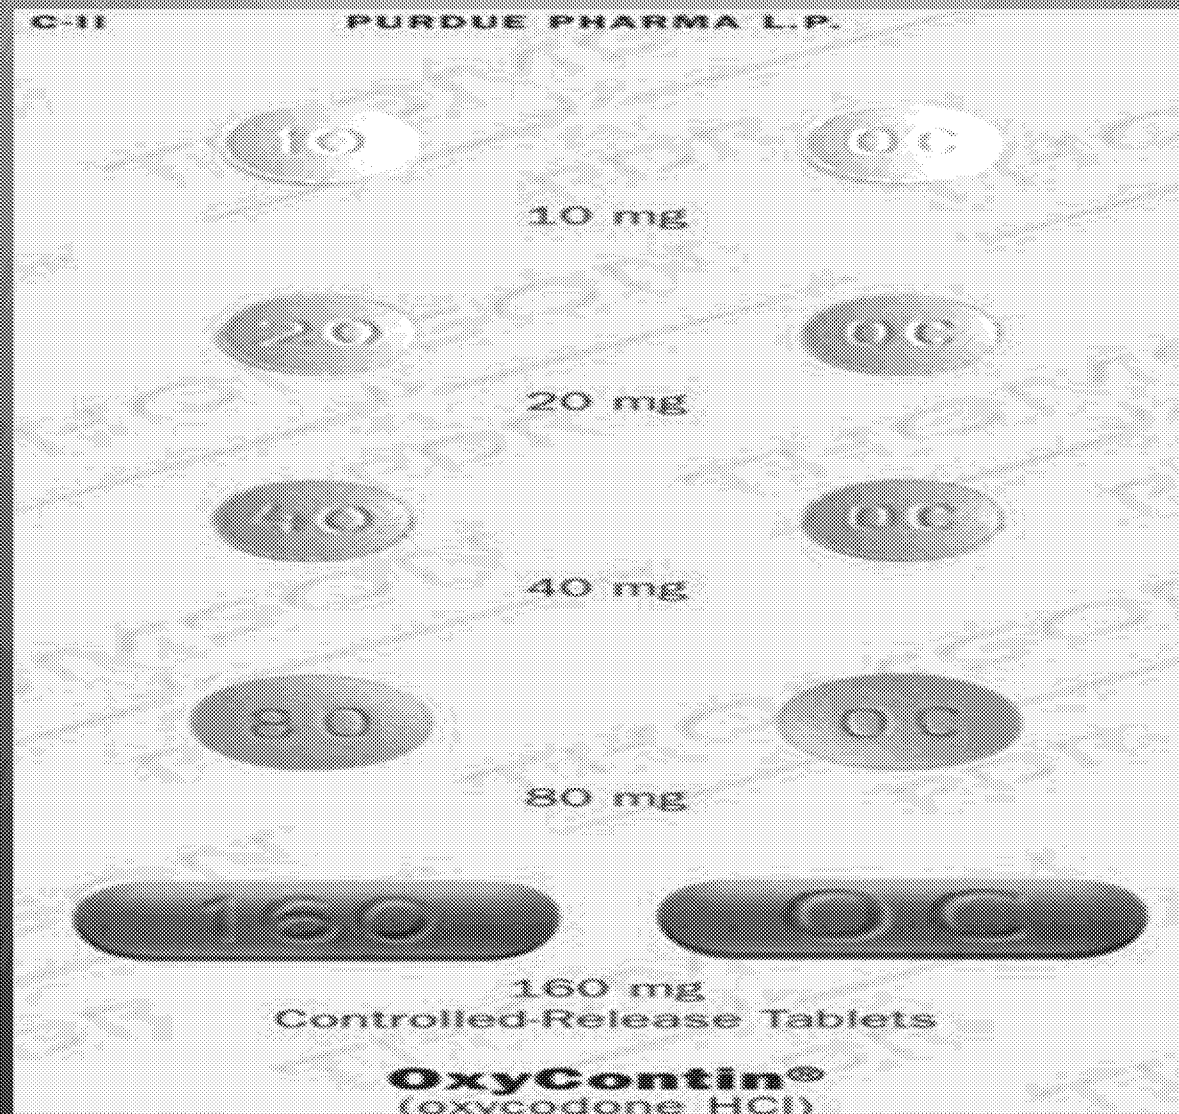 C-II PURDUE PHARMA L.P.
10 OC
10 mg
20 OC
20 mg
40 OC
40 mg
80 OC
80 mg
160 OC
160 mg
Controlled-Release Tablets
OxyContin®
(oxycodone HCl)